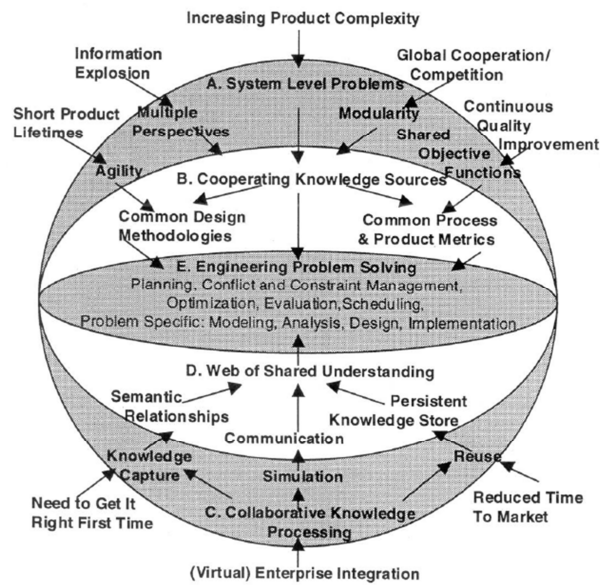 Increasing Product Complexity
Information
Explosion
Global Cooperation/
Competition
A. System Level Problems
Short Product
Lifetimes
Multiple
Perspectives
Modularity
Continuous
Quality
Improvement
Shared
Objective
Functions
Agility
B. Cooperating Knowledge Sources
Common Design
Methodologies
Common Process
& Product Metrics
E. Engineering Problem Solving
Planning, Conflict and Constraint Management,
Optimization, Evaluation,Scheduling,
Problem Specific: Modeling, Analysis, Design, Implementation
D. Web of Shared Understanding
Semantic
Relationships
Persistent
Knowledge Store
Communication
Knowledge
Capture
Simulation
Reuse
Need to Get It
Right First Time
Reduced Time
To Market
C. Collaborative Knowledge
Processing
(Virtual) Enterprise Integration